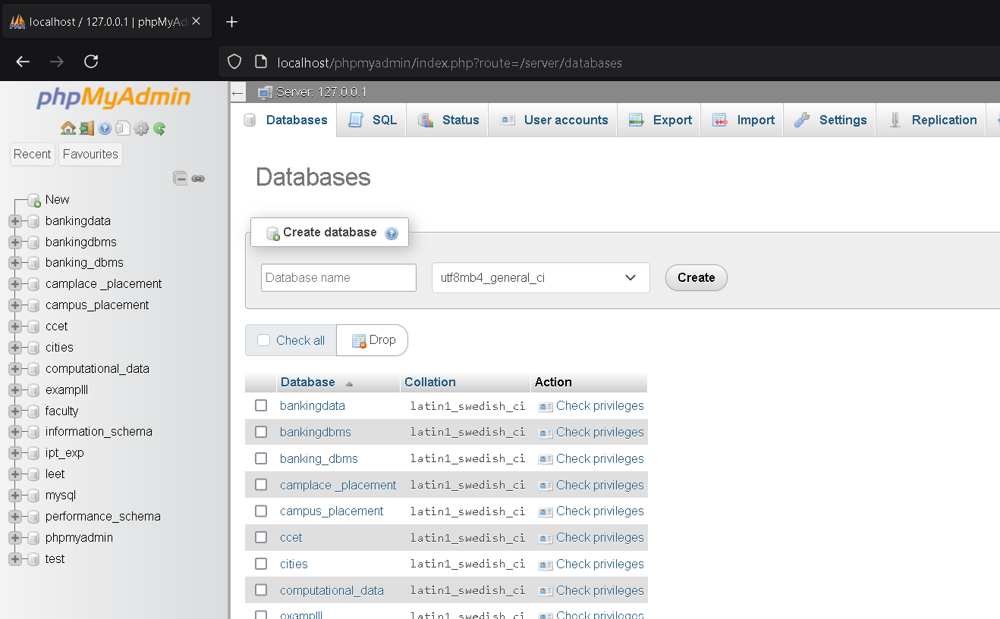 localhost / 127.0.0.1 | phpMyAd
localhost/phpmyadmin/index.php?route=/server/databases
phpMyAdmin
Recent Favourites
New
bankingdata
bankingdbms
banking_dbms
camplace _placement
campus_placement
ccet
cities
computational_data
examplll
faculty
information_schema
ipt_exp
leet
mysql
performance_schema
phpmyadmin
test
Server: 127.0.0.1
Databases SQL Status User accounts Export Import Settings Replication
Databases
Create database
Database name utf8mb4_general_ci Create
Check all Drop
Database Collation Action
bankingdata latin1_swedish_ci Check privileges
bankingdbms latin1_swedish_ci Check privileges
banking_dbms latin1_swedish_ci Check privileges
camplace _placement latin1_swedish_ci Check privileges
campus_placement latin1_swedish_ci Check privileges
ccet latin1_swedish_ci Check privileges
cities latin1_swedish_ci Check privileges
computational_data latin1_swedish_ci Check privileges
examplll latin1_swedish_ci Check privileges